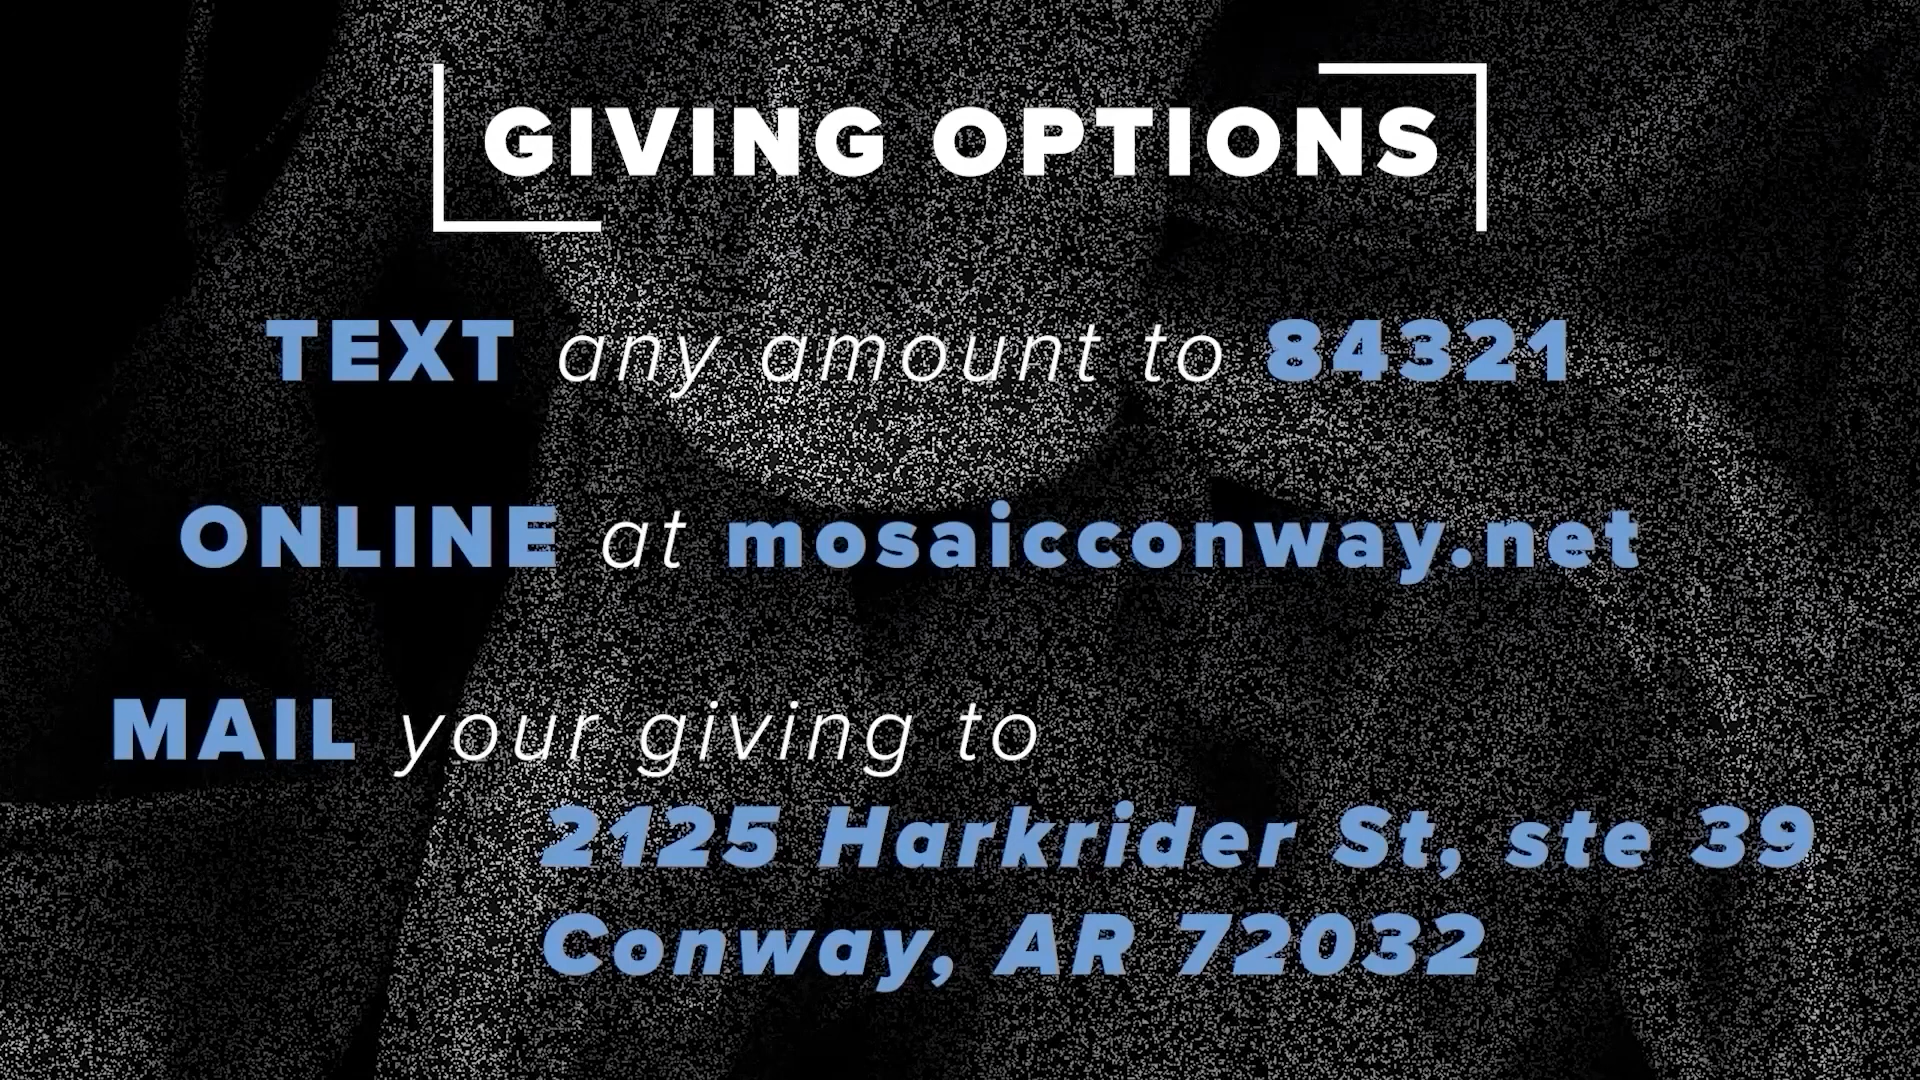 GIVING OPTIONS
TEXT any amount to 84321
ONLINE at mosaicconway.net
MAIL your giving to
2125 Harkrider St, ste 39
Conway, AR 72032